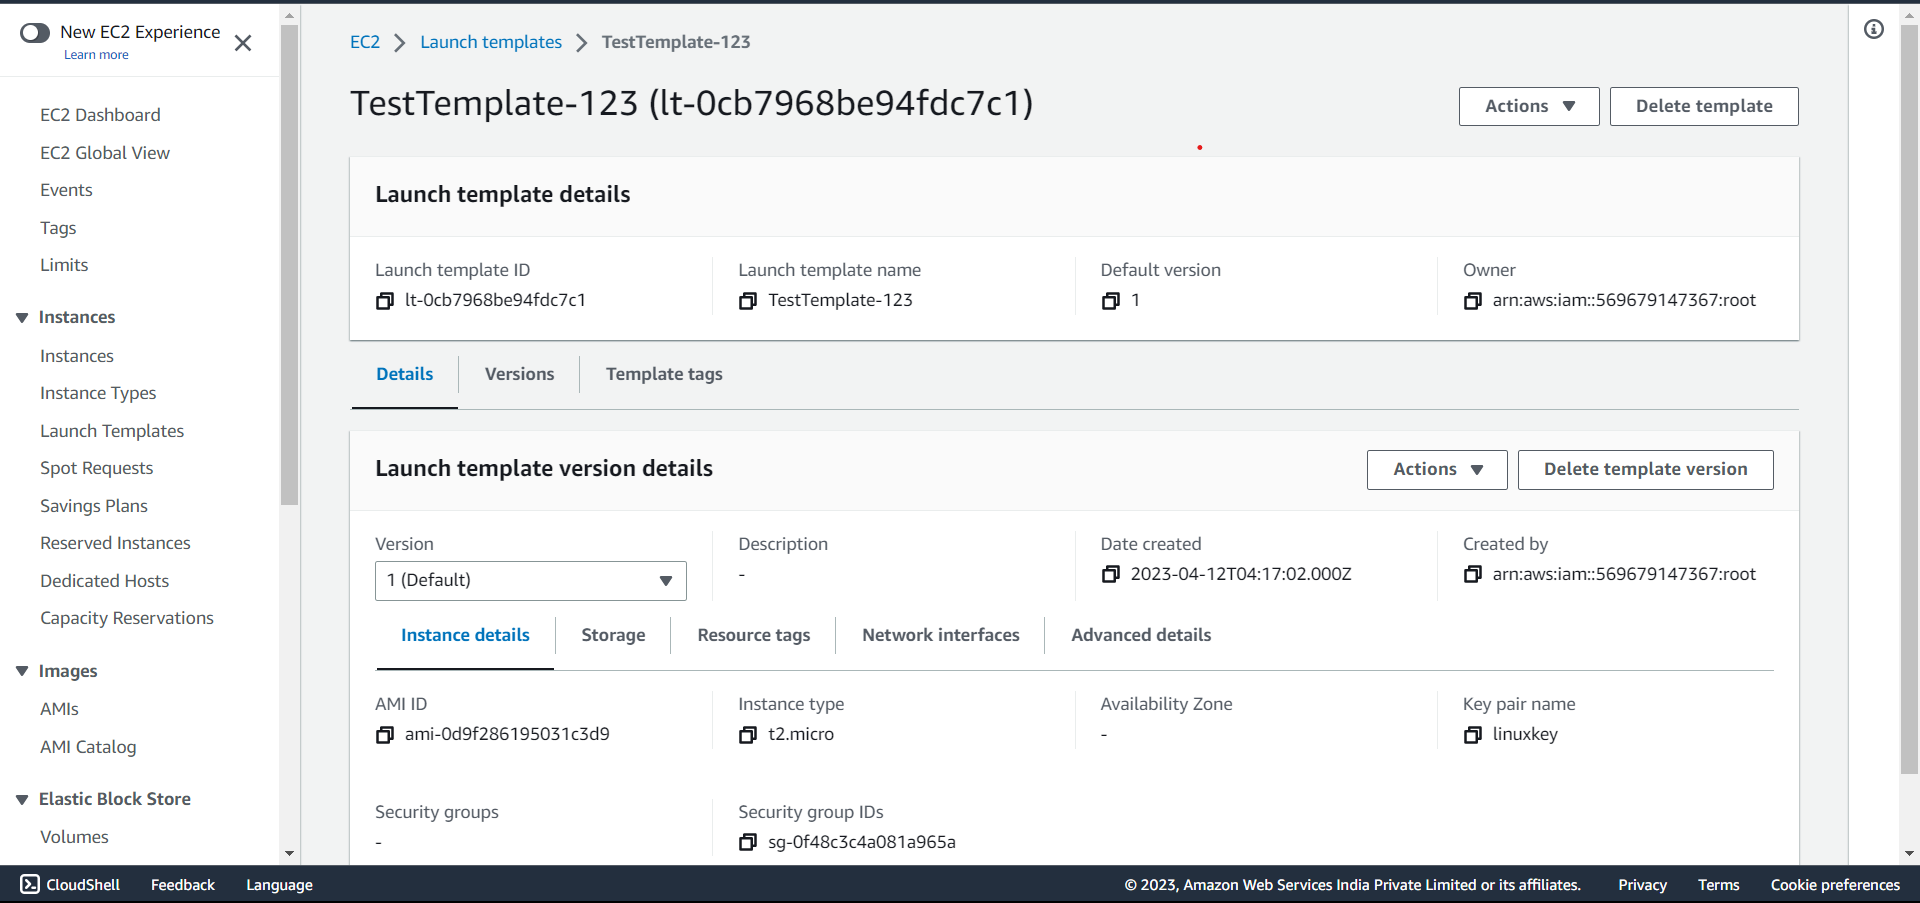 New EC2 Experience
Learn more
EC2 Dashboard
EC2 Global View
Events
Tags
Limits
Instances
Instances
Instance Types
Launch Templates
Spot Requests
Savings Plans
Reserved Instances
Dedicated Hosts
Capacity Reservations
Images
AMIs
AMI Catalog
Elastic Block Store
Volumes
EC2 Launch templates TestTemplate-123
TestTemplate-123 (lt-0cb7968be94fdc7c1)
Actions Delete template
Launch template details
Launch template ID Launch template name Default version Owner
lt-0cb7968be94fdc7c1 TestTemplate-123 1 arn:aws:iam::569679147367:root
Details Versions Template tags
Launch template version details
Actions Delete template version
Version Description Date created Created by
1 (Default) - 2023-04-12T04:17:02.000Z arn:aws:iam::569679147367:root
Instance details Storage Resource tags Network interfaces Advanced details
AMI ID Instance type Availability Zone Key pair name
ami-0d9f286195031c3d9 t2.micro - linuxkey
Security groups Security group IDs
- sg-0f48c3c4a081a965a
CloudShell Feedback Language © 2023, Amazon Web Services India Private Limited or its affiliates. Privacy Terms Cookie preferences